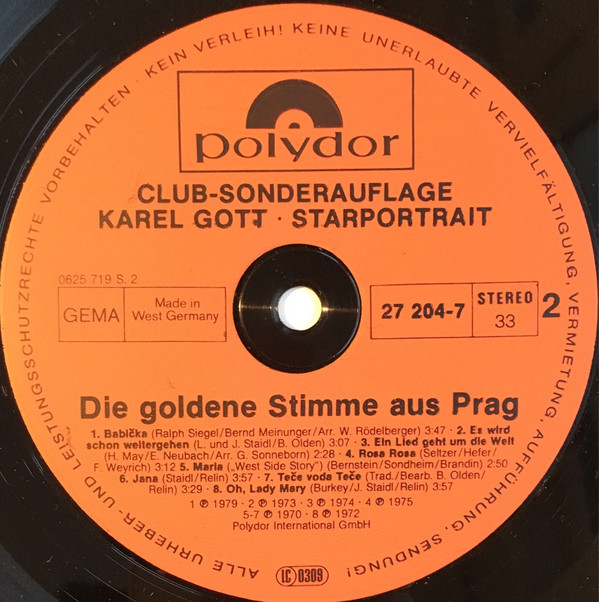 ALLE URHEBER- UND LEISTUNGSSCHUTZRECHTE VORBEHALTEN · KEIN VERLEIH! KEINE UNERLAUBTE VERVIELFÄLTIGUNG, VERMIETUNG, AUFFÜHRUNG, SENDUNG!
polydor
CLUB-SONDERAUFLAGE
KAREL GOTT · STARPORTRAIT
0625 719 S. 2
GEMA
Made in
West Germany
27 204-7
STEREO
33
2
Die goldene Stimme aus Prag
1. Babička (Ralph Siegel/Bernd Meinunger/Arr. W. Rödelberger) 3:47 · 2. Es wird
schon weitergehen (L. und J. Staidl/B. Olden) 3:07 · 3. Ein Lied geht um die Welt
(H. May/E. Neubach/Arr. G. Sonneborn) 2:28 · 4. Rosa Rosa (Seltzer/Hefer/
F. Weyrich) 3:12 5. Maria („West Side Story") (Bernstein/Sondheim/Brandin) 2:50
6. Jana (Staidl/Relin) 3:57 · 7. Teče voda Teče (Trad./Bearb. B. Olden/
Relin) 3:29 · 8. Oh, Lady Mary (Burkey/J. Staidl/Relin) 3:57
1 ℗ 1979 · 2 ℗ 1973 · 3 ℗ 1974 · 4 ℗ 1975
5-7 ℗ 1970 · 8 ℗ 1972
Polydor International GmbH
LC 0309